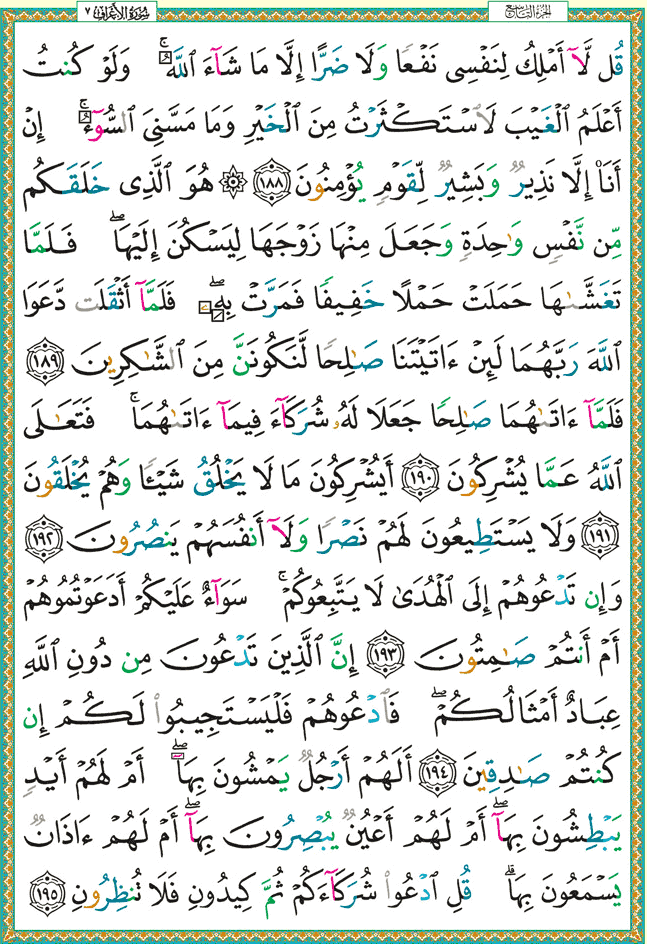 سُورَةُ الأَعْرَافِ ٧ الجزء التاسع
قُل لَّآ أَمْلِكُ لِنَفْسِى نَفْعًا وَلَا ضَرًّا إِلَّا مَا شَآءَ ٱللَّهُ ۚ وَلَوْ كُنتُ
أَعْلَمُ ٱلْغَيْبَ لَٱسْتَكْثَرْتُ مِنَ ٱلْخَيْرِ وَمَا مَسَّنِىَ ٱلسُّوٓءُ ۚ إِنْ
أَنَا۠ إِلَّا نَذِيرٌ وَبَشِيرٌ لِّقَوْمٍ يُؤْمِنُونَ ١٨٨ ۞ هُوَ ٱلَّذِى خَلَقَكُم
مِّن نَّفْسٍ وَٰحِدَةٍ وَجَعَلَ مِنْهَا زَوْجَهَا لِيَسْكُنَ إِلَيْهَا ۖ فَلَمَّا
تَغَشَّىٰهَا حَمَلَتْ حَمْلًا خَفِيفًا فَمَرَّتْ بِهِۦ ۖ فَلَمَّآ أَثْقَلَت دَّعَوَا
ٱللَّهَ رَبَّهُمَا لَئِنْ ءَاتَيْتَنَا صَٰلِحًا لَّنَكُونَنَّ مِنَ ٱلشَّٰكِرِينَ ١٨٩
فَلَمَّآ ءَاتَىٰهُمَا صَٰلِحًا جَعَلَا لَهُۥ شُرَكَآءَ فِيمَآ ءَاتَىٰهُمَا ۚ فَتَعَٰلَى
ٱللَّهُ عَمَّا يُشْرِكُونَ ١٩٠ أَيُشْرِكُونَ مَا لَا يَخْلُقُ شَيْـًٔا وَهُمْ يُخْلَقُونَ
١٩١ وَلَا يَسْتَطِيعُونَ لَهُمْ نَصْرًا وَلَآ أَنفُسَهُمْ يَنصُرُونَ ١٩٢
وَإِن تَدْعُوهُمْ إِلَى ٱلْهُدَىٰ لَا يَتَّبِعُوكُمْ ۚ سَوَآءٌ عَلَيْكُمْ أَدَعَوْتُمُوهُمْ
أَمْ أَنتُمْ صَٰمِتُونَ ١٩٣ إِنَّ ٱلَّذِينَ تَدْعُونَ مِن دُونِ ٱللَّهِ
عِبَادٌ أَمْثَالُكُمْ ۖ فَٱدْعُوهُمْ فَلْيَسْتَجِيبُوا۟ لَكُمْ إِن
كُنتُمْ صَٰدِقِينَ ١٩٤ أَلَهُمْ أَرْجُلٌ يَمْشُونَ بِهَآ ۖ أَمْ لَهُمْ أَيْدٍ
يَبْطِشُونَ بِهَآ ۖ أَمْ لَهُمْ أَعْيُنٌ يُبْصِرُونَ بِهَآ ۖ أَمْ لَهُمْ ءَاذَانٌ
يَسْمَعُونَ بِهَا ۗ قُلِ ٱدْعُوا۟ شُرَكَآءَكُمْ ثُمَّ كِيدُونِ فَلَا تُنظِرُونِ ١٩٥